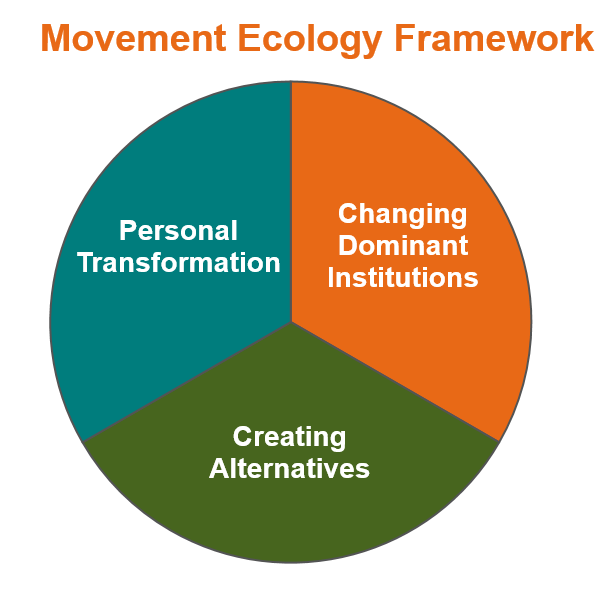 Movement Ecology Framework
Personal
Transformation
Changing
Dominant
Institutions
Creating
Alternatives